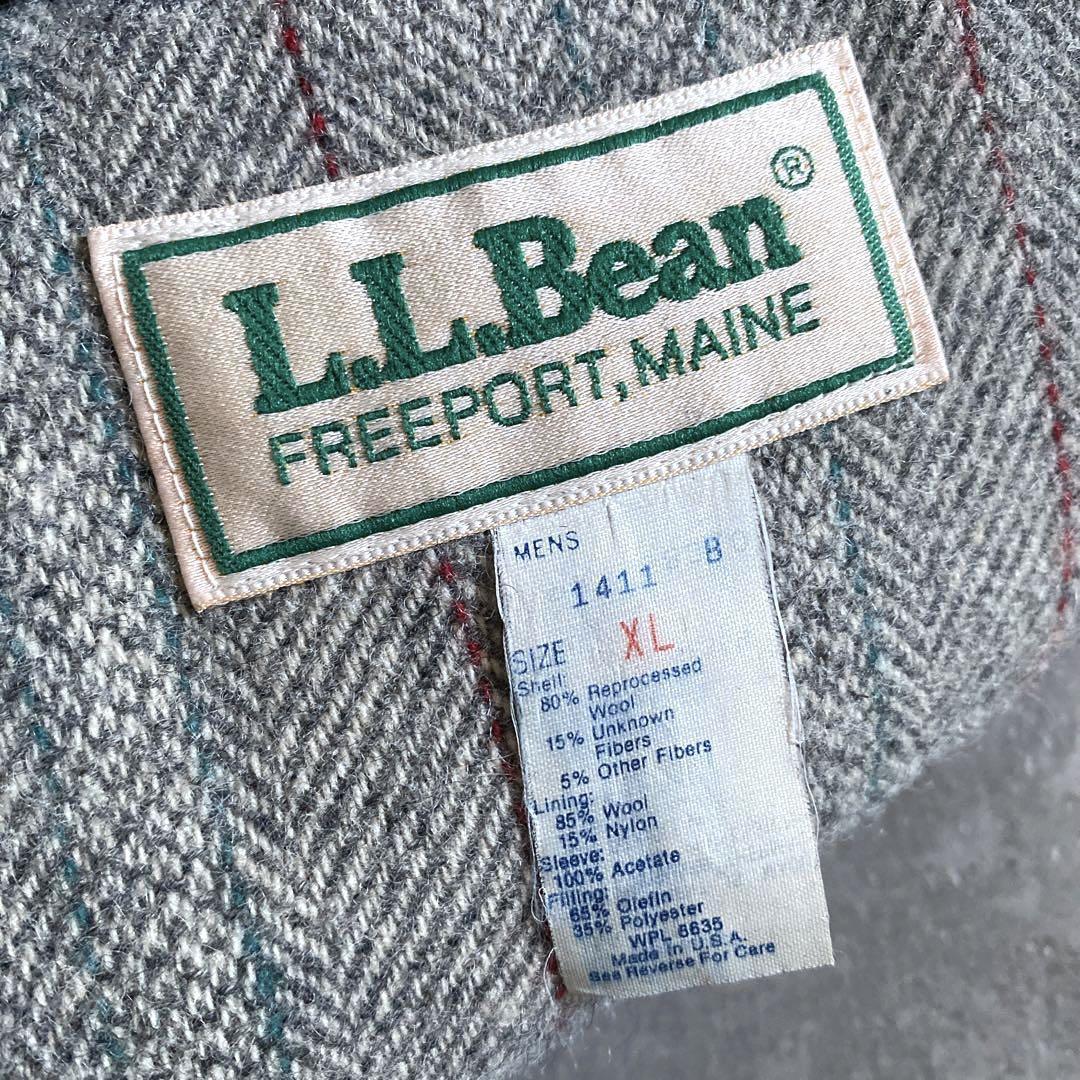 L.L.Bean®
FREEPORT, MAINE
MENS
1411 B
SIZE XL
Shell:
80% Reprocessed
Wool
15% Unknown
Fibers
5% Other Fibers
Lining:
85% Wool
15% Nylon
Sleeve:
100% Acetate
Filling:
65% Olefin
35% Polyester
WPL 6635
Made In U.S.A.
See Reverse For Care